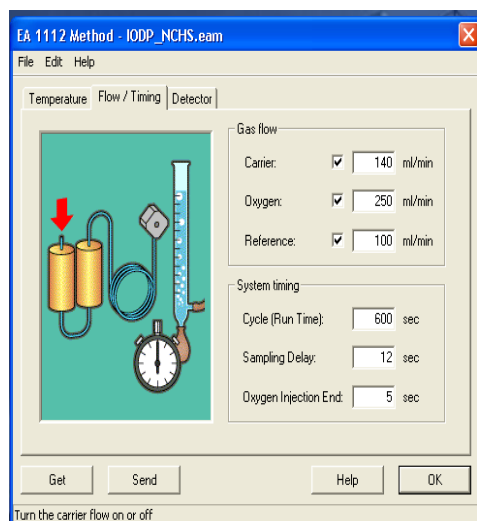 EA 1112 Method - IODP_NCHS.eam
File Edit Help
Temperature Flow / Timing Detector
Gas flow
Carrier: 140 ml/min
Oxygen: 250 ml/min
Reference: 100 ml/min
System timing
Cycle (Run Time): 600 sec
Sampling Delay: 12 sec
Oxygen Injection End: 5 sec
Get Send Help OK
Turn the carrier flow on or off